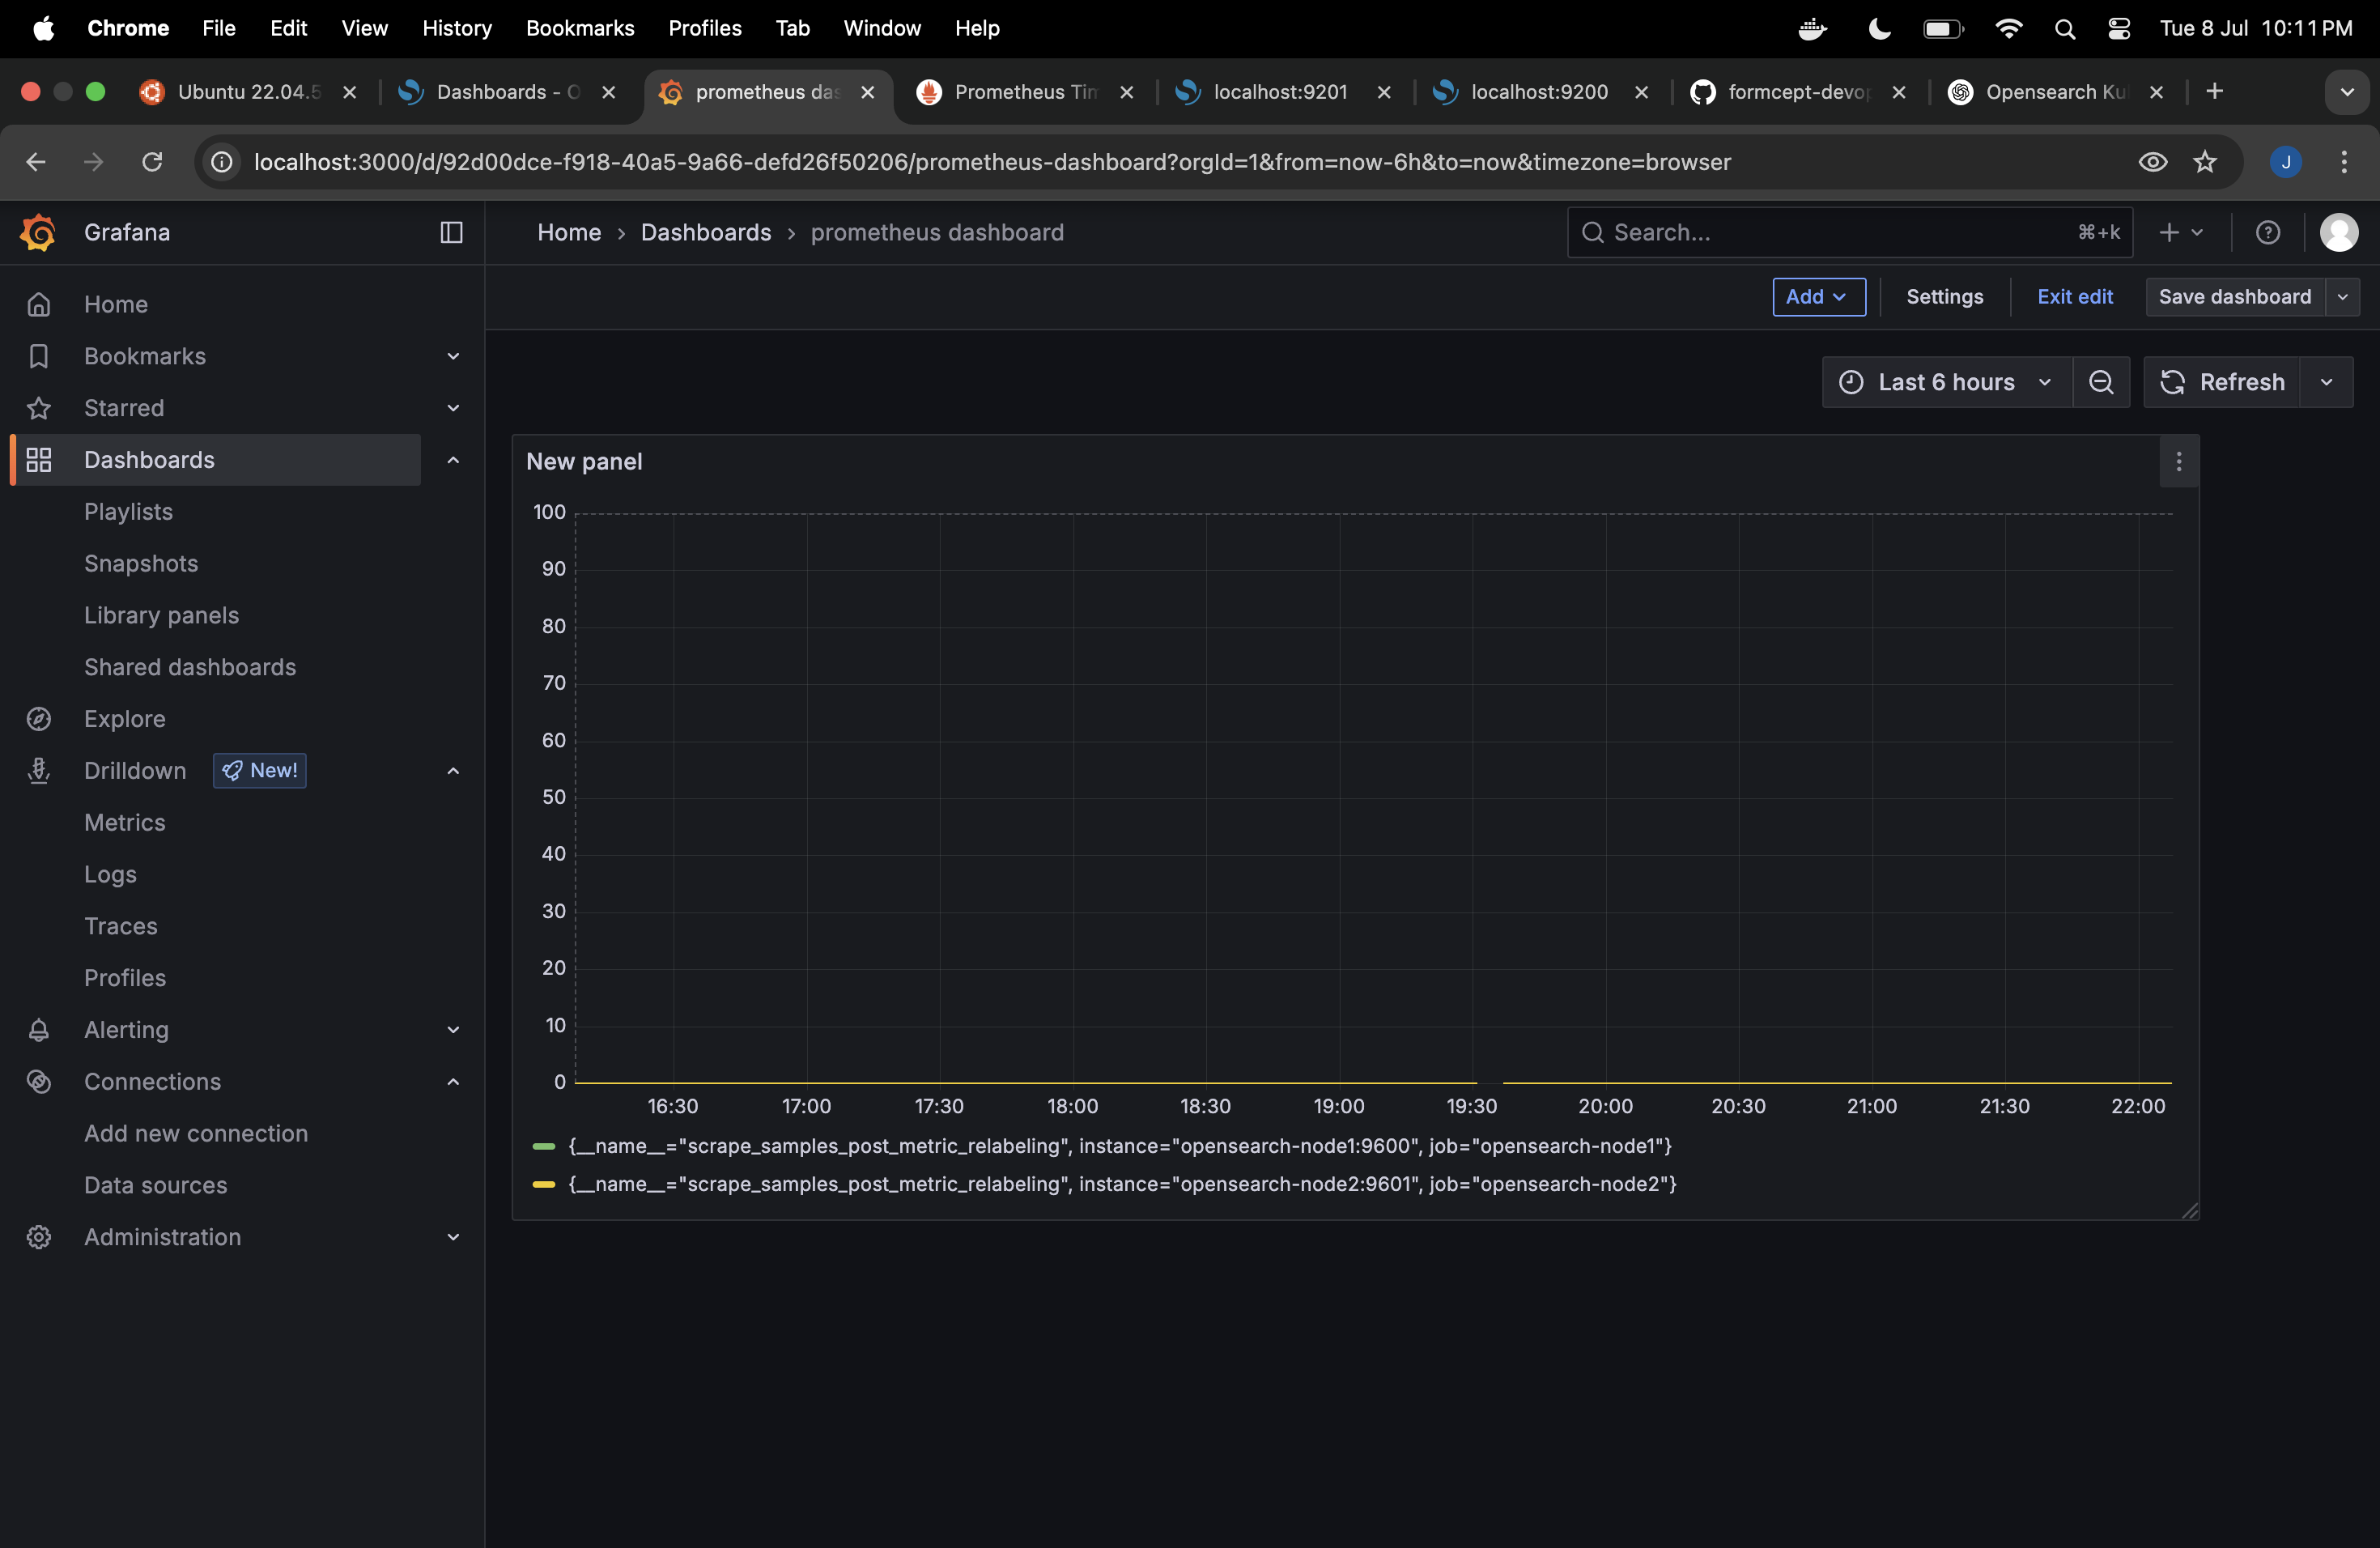 Chrome File Edit View History Bookmarks Profiles Tab Window Help Tue 8 Jul 10:11 PM
Ubuntu 22.04.5 Dashboards - O prometheus das Prometheus Tim localhost:9201 localhost:9200 formcept-devop Opensearch Ku
localhost:3000/d/92d00dce-f918-40a5-9a66-defd26f50206/prometheus-dashboard?orgId=1&from=now-6h&to=now&timezone=browser J
Grafana Home › Dashboards › prometheus dashboard Search... ⌘+k
Add Settings Exit edit Save dashboard
Last 6 hours Refresh
Home
Bookmarks
Starred
Dashboards
Playlists
Snapshots
Library panels
Shared dashboards
Explore
Drilldown New!
Metrics
Logs
Traces
Profiles
Alerting
Connections
Add new connection
Data sources
Administration
New panel
100
90
80
70
60
50
40
30
20
10
0
16:30 17:00 17:30 18:00 18:30 19:00 19:30 20:00 20:30 21:00 21:30 22:00
{__name__="scrape_samples_post_metric_relabeling", instance="opensearch-node1:9600", job="opensearch-node1"}
{__name__="scrape_samples_post_metric_relabeling", instance="opensearch-node2:9601", job="opensearch-node2"}